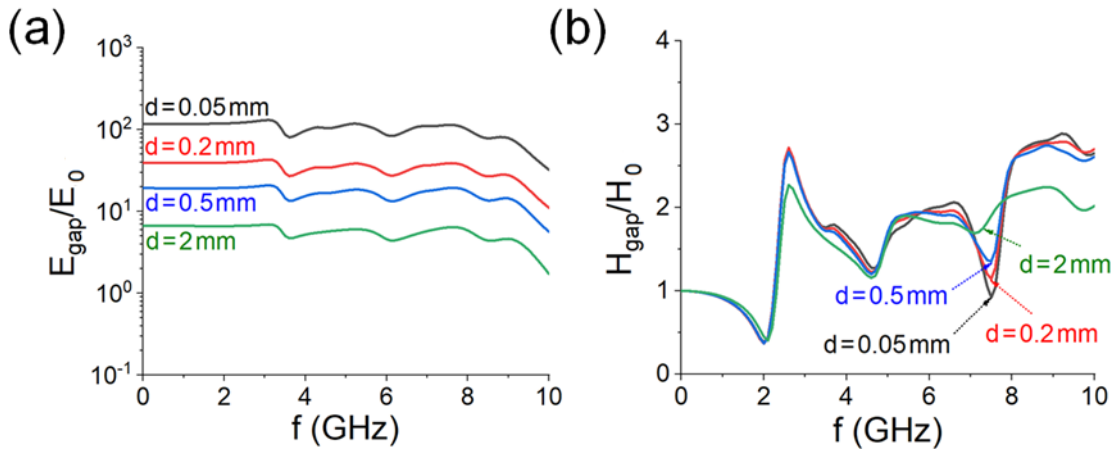 (a)
10³
10²
10¹
10⁰
10⁻¹
E_gap/E_0
d=0.05mm
d=0.2mm
d=0.5mm
d=2mm
0 2 4 6 8 10
f (GHz)
(b)
4
3
2
1
0
H_gap/H_0
d=2mm
d=0.5mm
d=0.2mm
d=0.05mm
0 2 4 6 8 10
f (GHz)